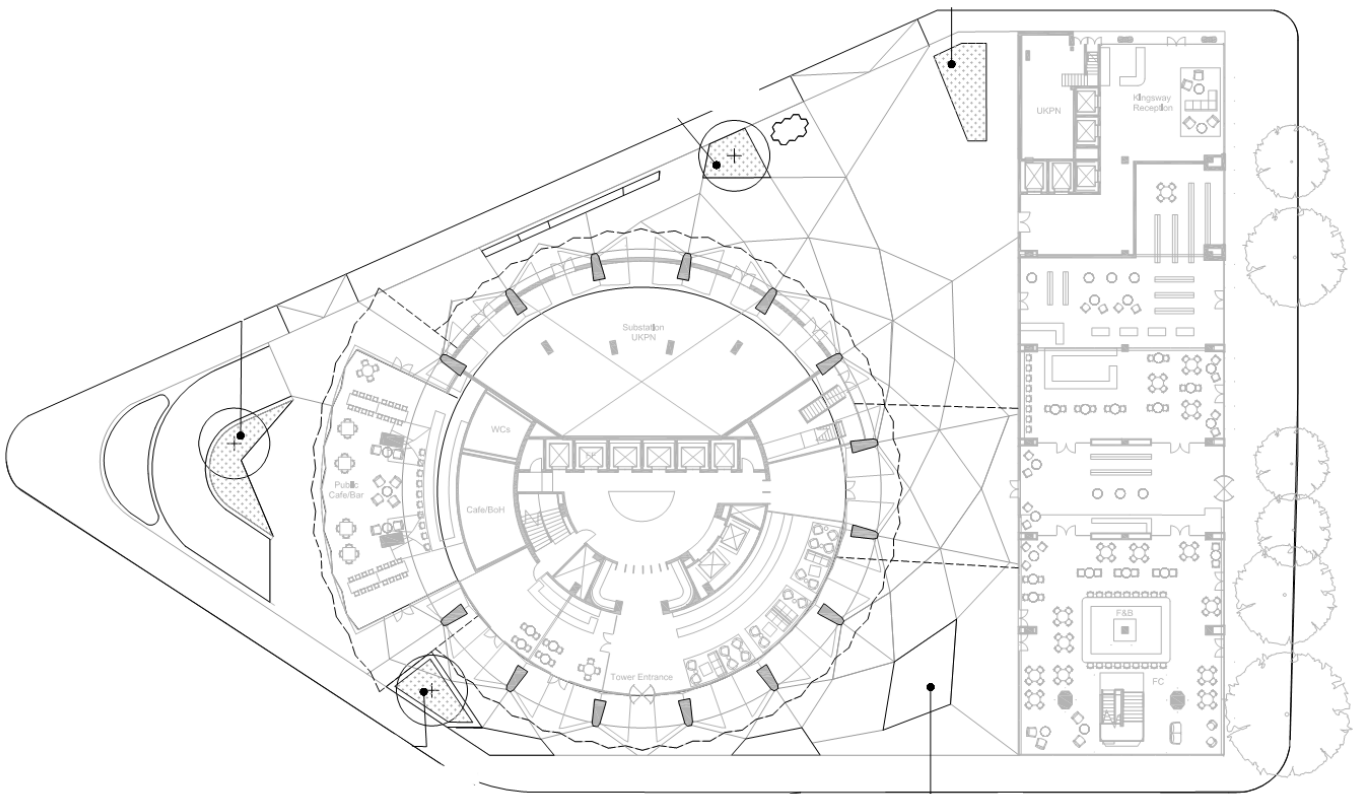 UKPN
Kingsway
Reception
Substation
UKPN
WCs
Public
Cafe/Bar
Cafe/BoH
F&B
Tower Entrance
FC